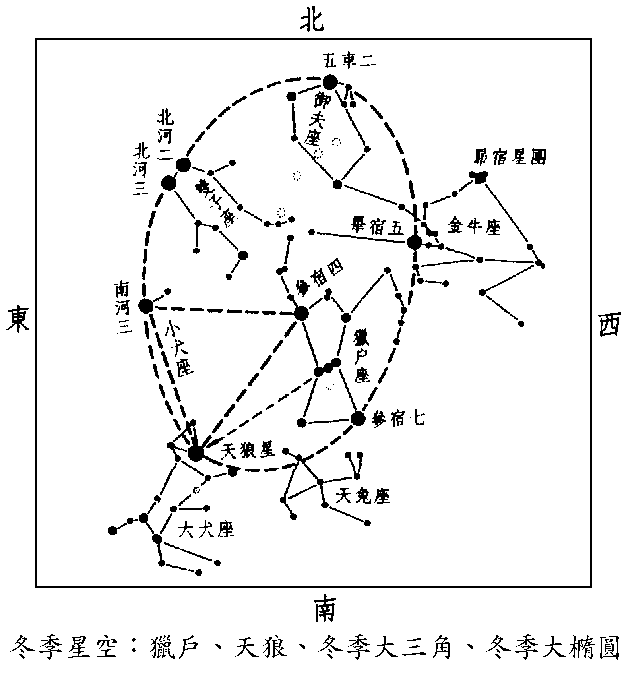 北
五車二
御夫座
北河二
北河三
雙子座
昴宿星團
畢宿五
金牛座
參宿四
南河三
小犬座
獵户座
東
西
參宿七
天狼星
天兔座
大犬座
南
冬季星空：獵戶、天狼、冬季大三角、冬季大橢圓